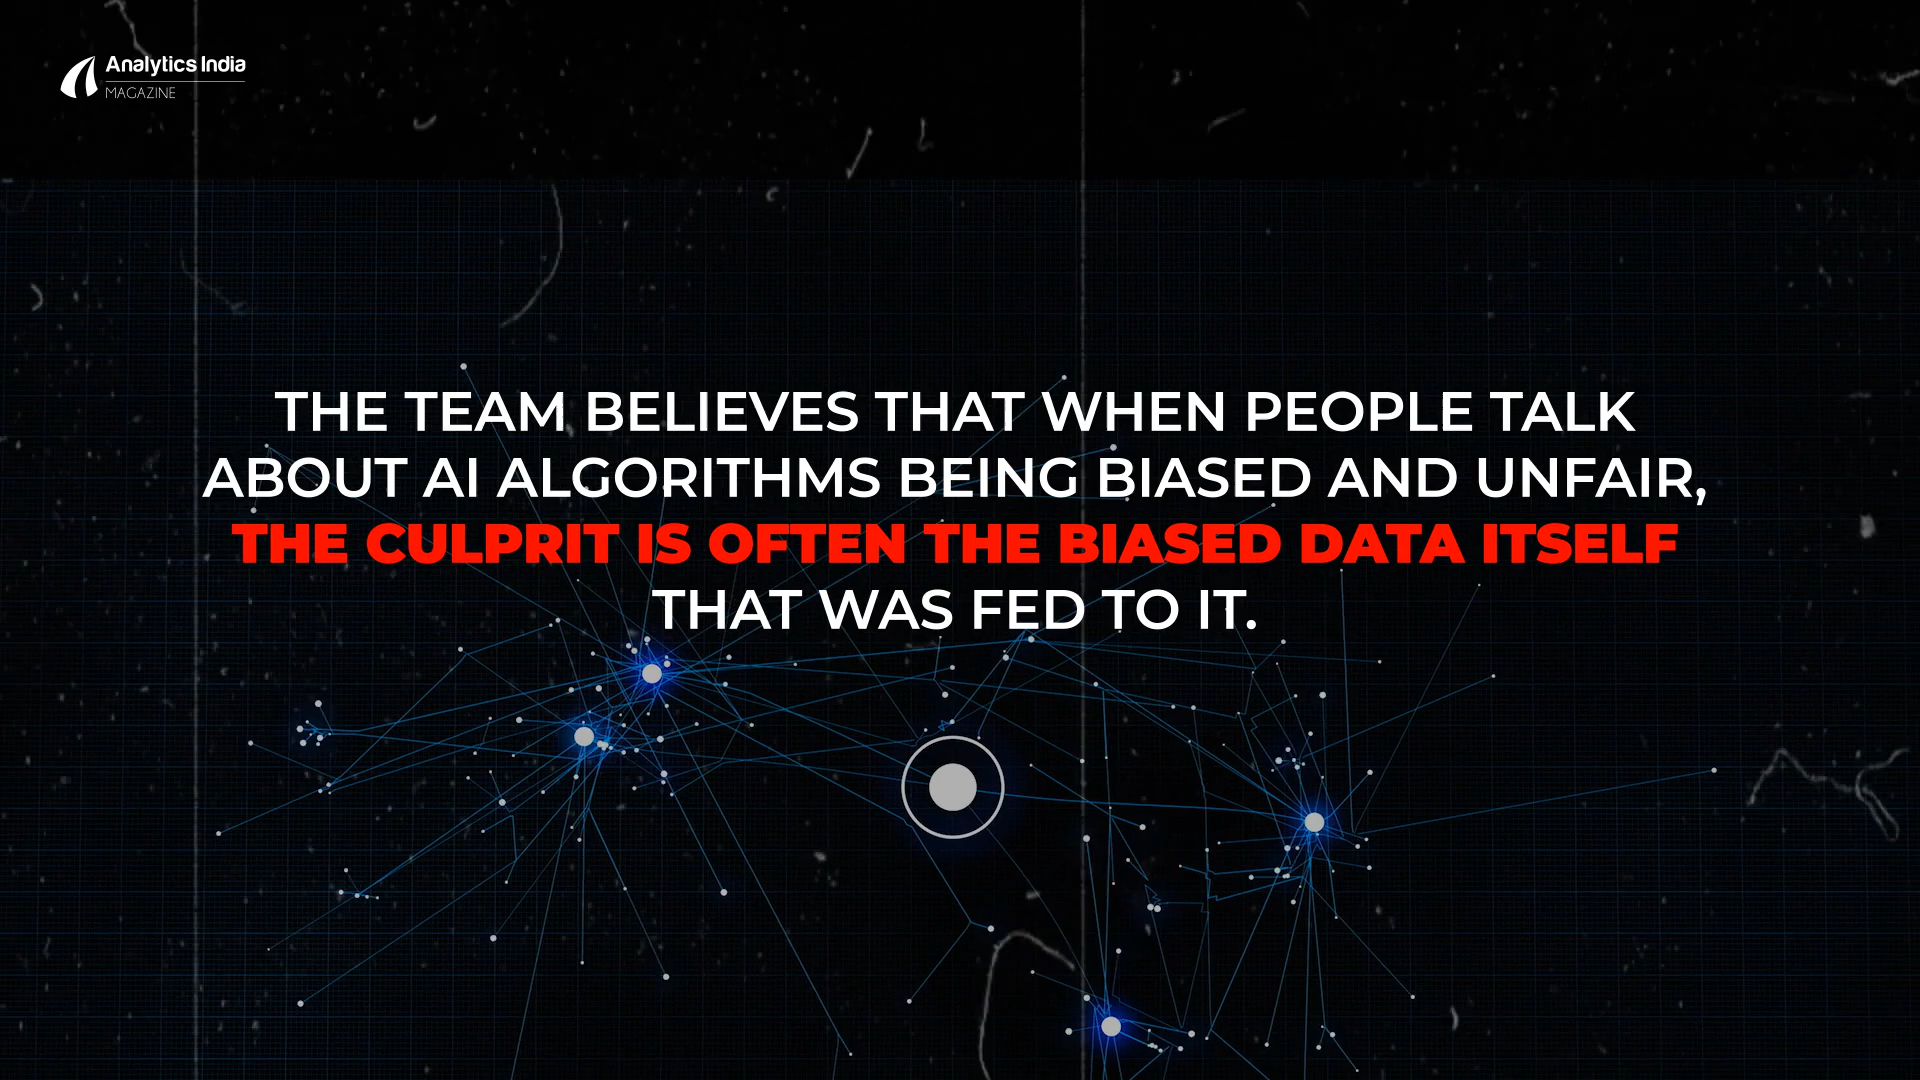 Analytics India
MAGAZINE
THE TEAM BELIEVES THAT WHEN PEOPLE TALK
ABOUT AI ALGORITHMS BEING BIASED AND UNFAIR,
THE CULPRIT IS OFTEN THE BIASED DATA ITSELF
THAT WAS FED TO IT.